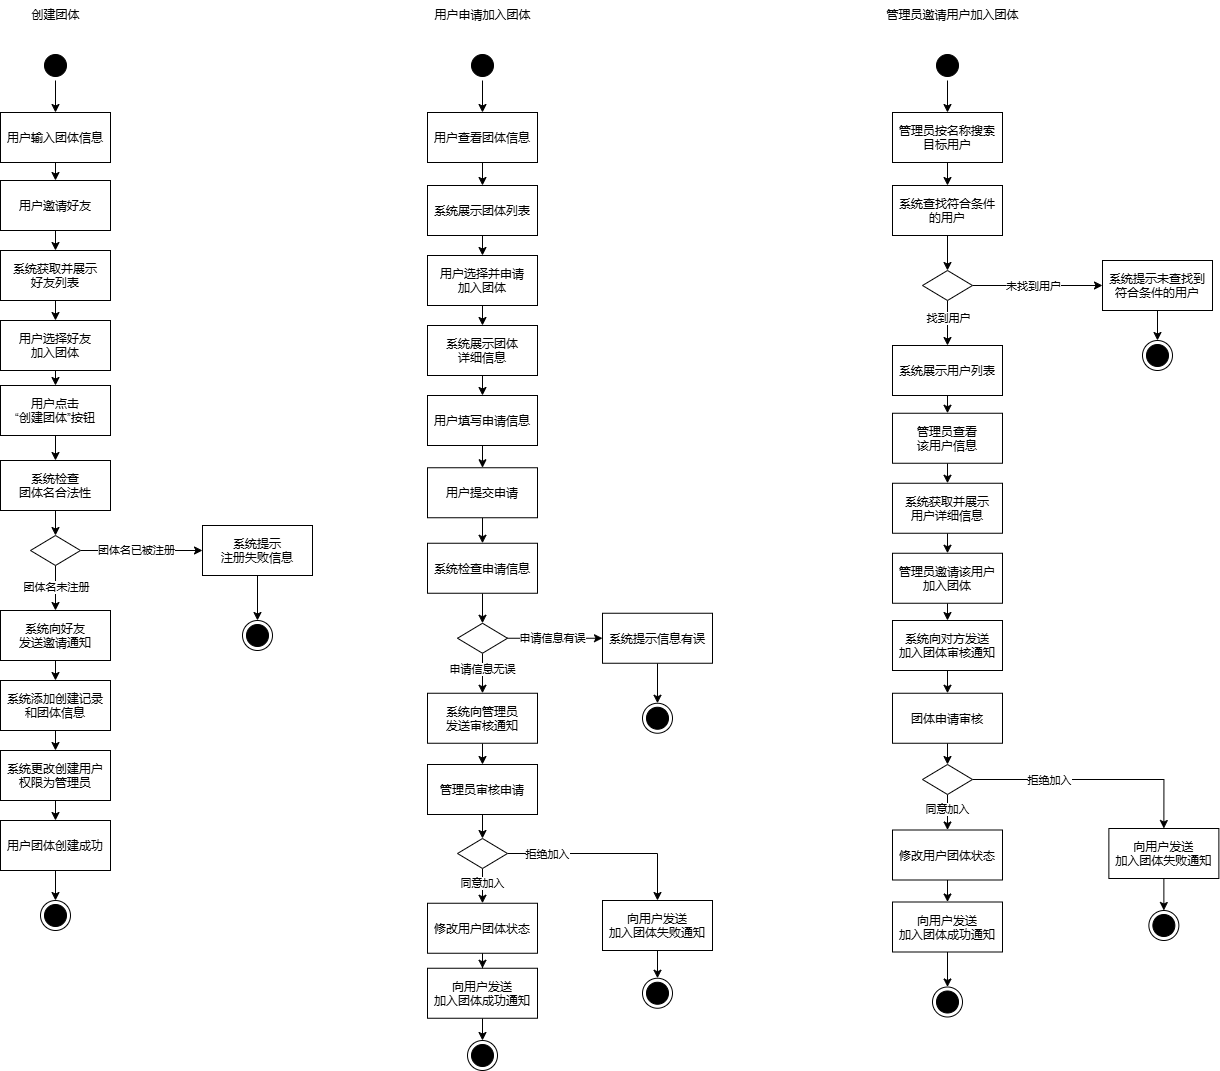 创建团体
用户输入团体信息
用户邀请好友
系统获取并展示
好友列表
用户选择好友
加入团体
用户点击
“创建团体”按钮
系统检查
团体名合法性
团体名已被注册
系统提示
注册失败信息
团体名未注册
系统向好友
发送邀请通知
系统添加创建记录
和团体信息
系统更改创建用户
权限为管理员
用户团体创建成功
用户申请加入团体
用户查看团体信息
系统展示团体列表
用户选择并申请
加入团体
系统展示团体
详细信息
用户填写申请信息
用户提交申请
系统检查申请信息
申请信息有误
系统提示信息有误
申请信息无误
系统向管理员
发送审核通知
管理员审核申请
拒绝加入
同意加入
向用户发送
加入团体失败通知
修改用户团体状态
向用户发送
加入团体成功通知
管理员邀请用户加入团体
管理员按名称搜索
目标用户
系统查找符合条件
的用户
未找到用户
系统提示未查找到
符合条件的用户
找到用户
系统展示用户列表
管理员查看
该用户信息
系统获取并展示
用户详细信息
管理员邀请该用户
加入团体
系统向对方发送
加入团体审核通知
团体申请审核
拒绝加入
同意加入
向用户发送
加入团体失败通知
修改用户团体状态
向用户发送
加入团体成功通知